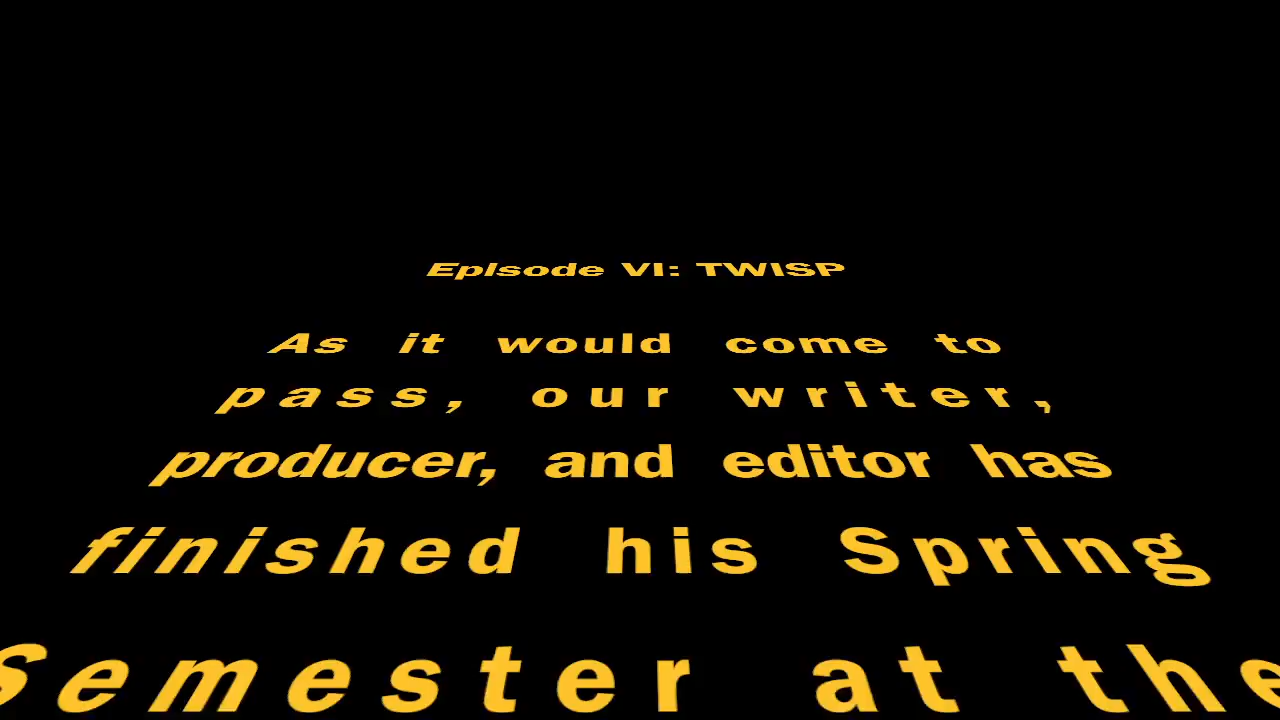 Episode VI: TWISP
As it would come to
pass, our writer,
producer, and editor has
finished his Spring
Semester at the